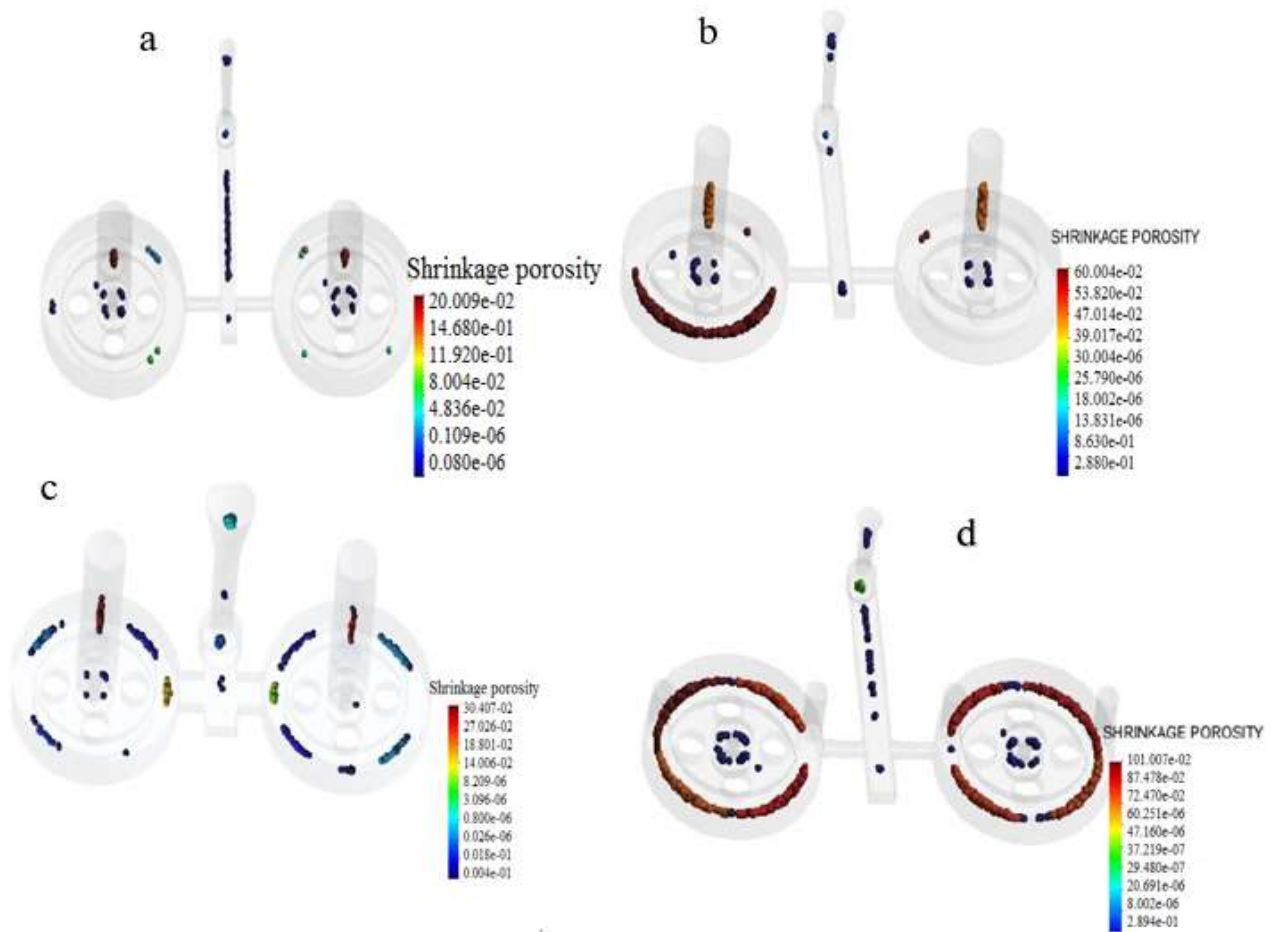 a
Shrinkage porosity
20.009e-02
14.680e-01
11.920e-01
8.004e-02
4.836e-02
0.109e-06
0.080e-06
b
SHRINKAGE POROSITY
60.004e-02
53.820e-02
47.014e-02
39.017e-02
30.004e-06
25.790e-06
18.002e-06
13.831e-06
8.630e-01
2.880e-01
c
Shrinkage porosity
30.407-02
27.026-02
18.801-02
14.006-02
8.209-06
3.096-06
0.800e-06
0.026e-06
0.018e-01
0.004e-01
d
SHRINKAGE POROSITY
101.007e-02
87.478e-02
72.470e-02
60.251e-06
47.160e-06
37.219e-07
29.480e-07
20.691e-06
8.002e-06
2.894e-01